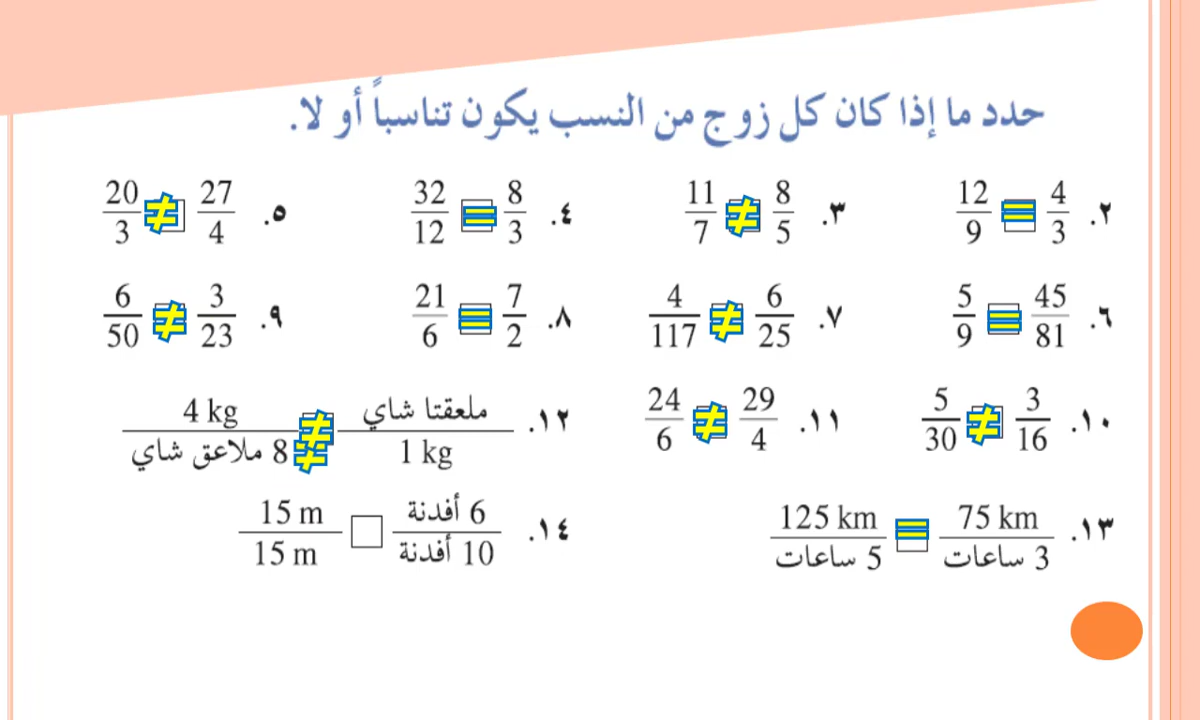 حدد ما إذا كان كل زوج من النسب يكون تناسباً أو لا.
٢. 4/3 = 12/9
٣. 8/5 ≠ 11/7
٤. 8/3 = 32/12
٥. 27/4 ≠ 20/3
٦. 45/81 = 5/9
٧. 6/25 ≠ 4/117
٨. 7/2 = 21/6
٩. 3/23 ≠ 6/50
١٠. 3/16 ≠ 5/30
١١. 29/4 ≠ 24/6
١٢. ملعقتا شاي/1 kg ≠ ≠ 4 kg/8 ملاعق شاي
١٣. 75 km/3 ساعات = 125 km/5 ساعات
١٤. 6 أفدنة/10 أفدنة □ 15 m/15 m